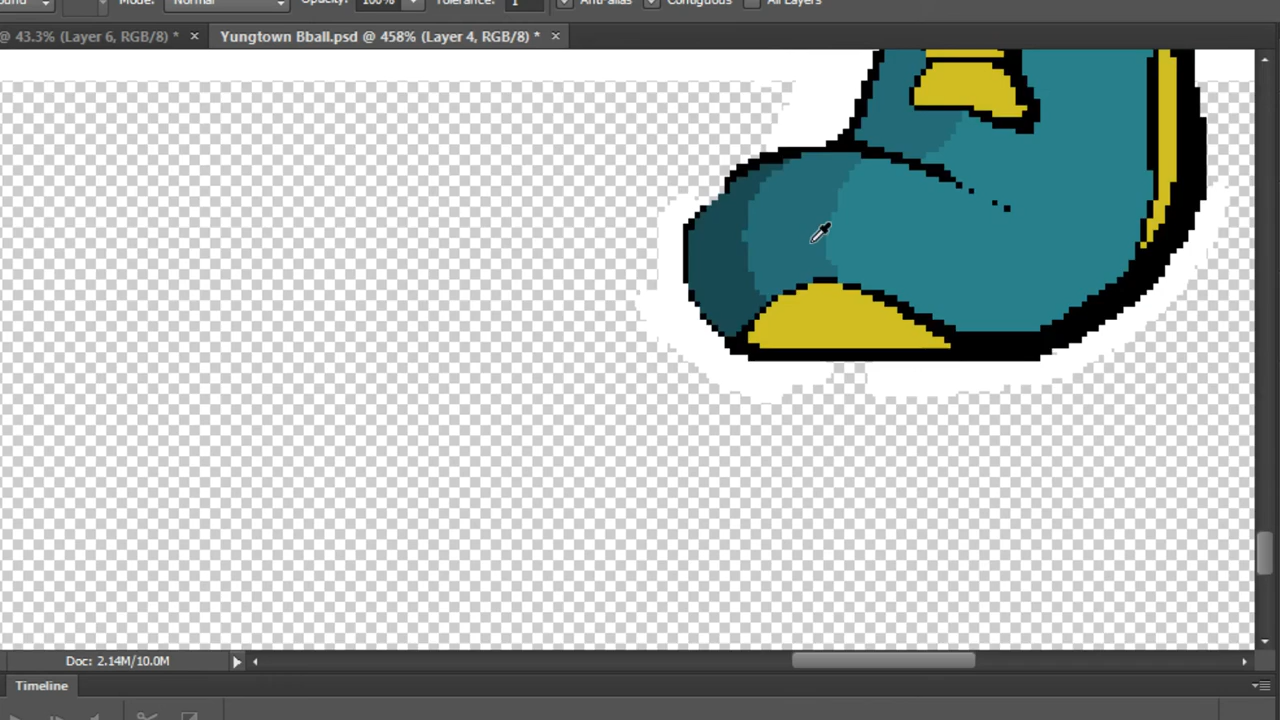 ound Mode: Normal Opacity: 100% Tolerance: 1 Anti-alias Contiguous All Layers
@ 43.3% (Layer 6, RGB/8) * × Yungtown Bball.psd @ 458% (Layer 4, RGB/8) * ×
Doc: 2.14M/10.0M
Timeline